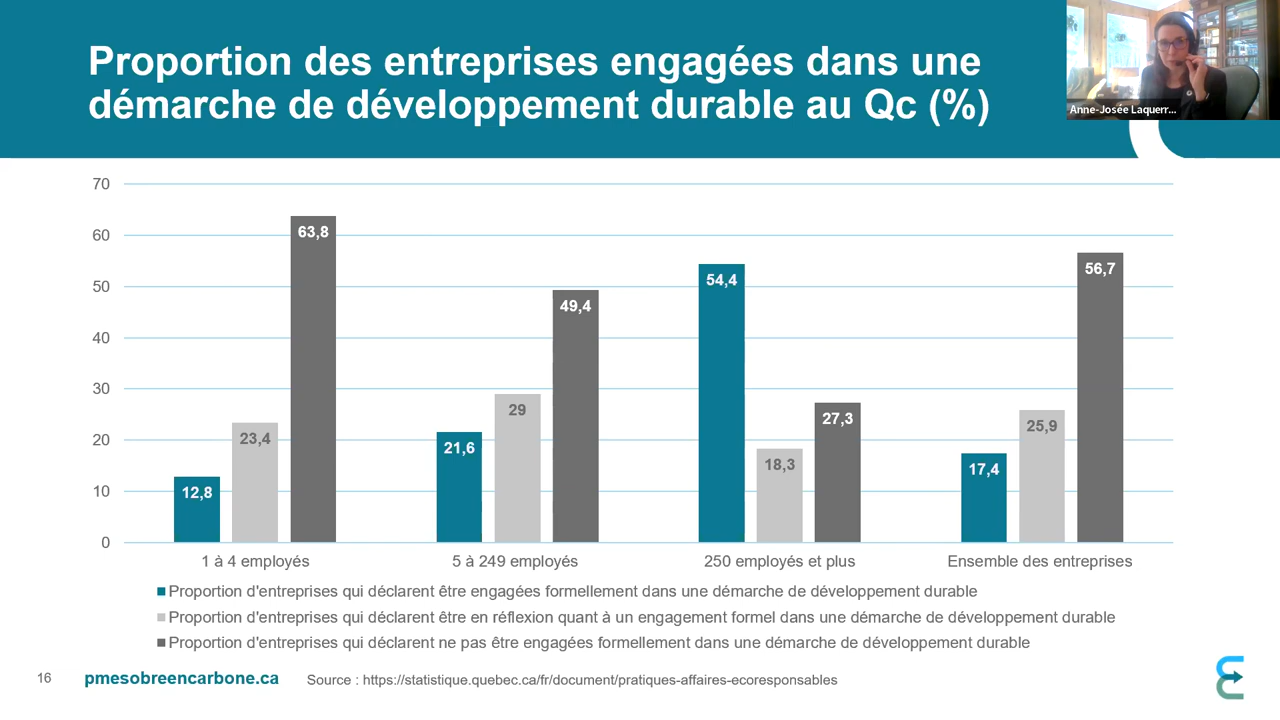 Proportion des entreprises engagées dans une
démarche de développement durable au Qc (%)
Anne-Josée Laquerr...
70
60
50
40
30
20
10
0
12,8
23,4
63,8
21,6
29
49,4
54,4
18,3
27,3
17,4
25,9
56,7
1 à 4 employés
5 à 249 employés
250 employés et plus
Ensemble des entreprises
Proportion d'entreprises qui déclarent être engagées formellement dans une démarche de développement durable
Proportion d'entreprises qui déclarent être en réflexion quant à un engagement formel dans une démarche de développement durable
Proportion d'entreprises qui déclarent ne pas être engagées formellement dans une démarche de développement durable
16
pmesobreencarbone.ca
Source : https://statistique.quebec.ca/fr/document/pratiques-affaires-ecoresponsables